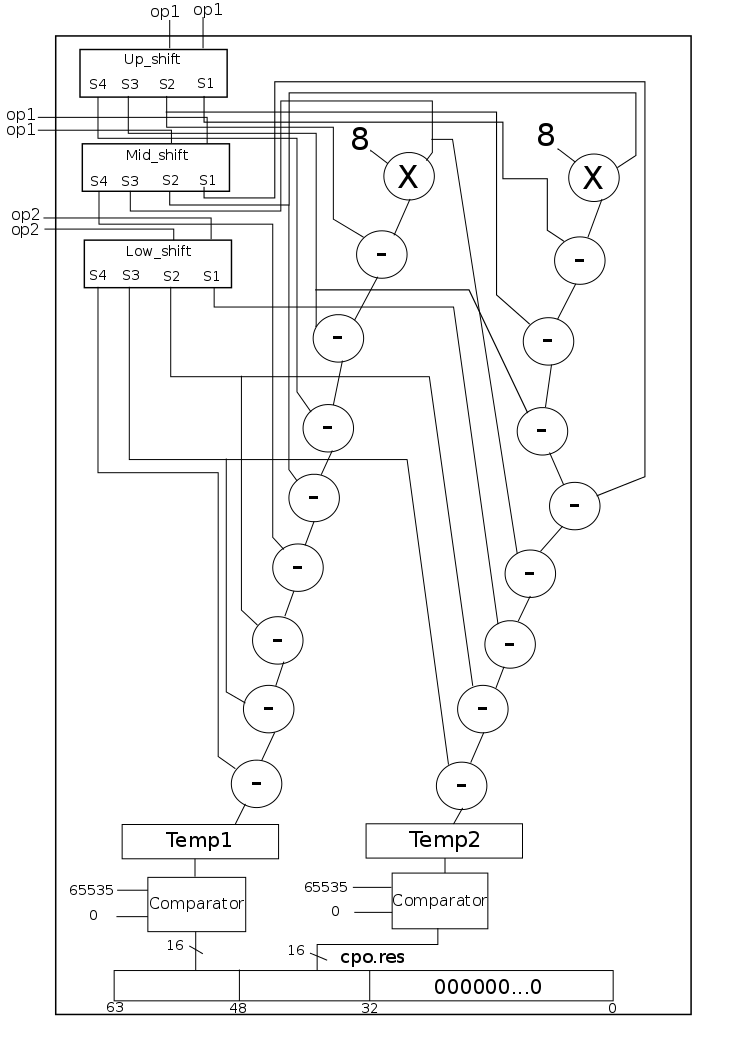 op1 op1
Up_shift
S4 S3 S2 S1
op1
op1
8 8
Mid_shift
S4 S3 S2 S1
X X
op2
op2
Low_shift
S4 S3 S2 S1
- -
- -
- -
- -
- -
- -
- -
- -
Temp1 Temp2
65535 65535
Comparator Comparator
0 0
16 16 cpo.res
000000...0
63 48 32 0